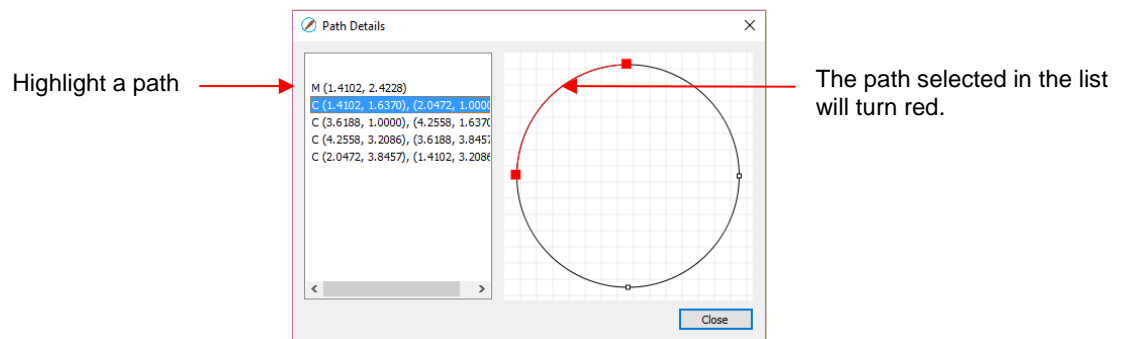 Path Details
Highlight a path
M (1.4102, 2.4228)
C (1.4102, 1.6370), (2.0472, 1.0000
C (3.6188, 1.0000), (4.2558, 1.6370
C (4.2558, 3.2086), (3.6188, 3.8457
C (2.0472, 3.8457), (1.4102, 3.2086
The path selected in the list
will turn red.
Close